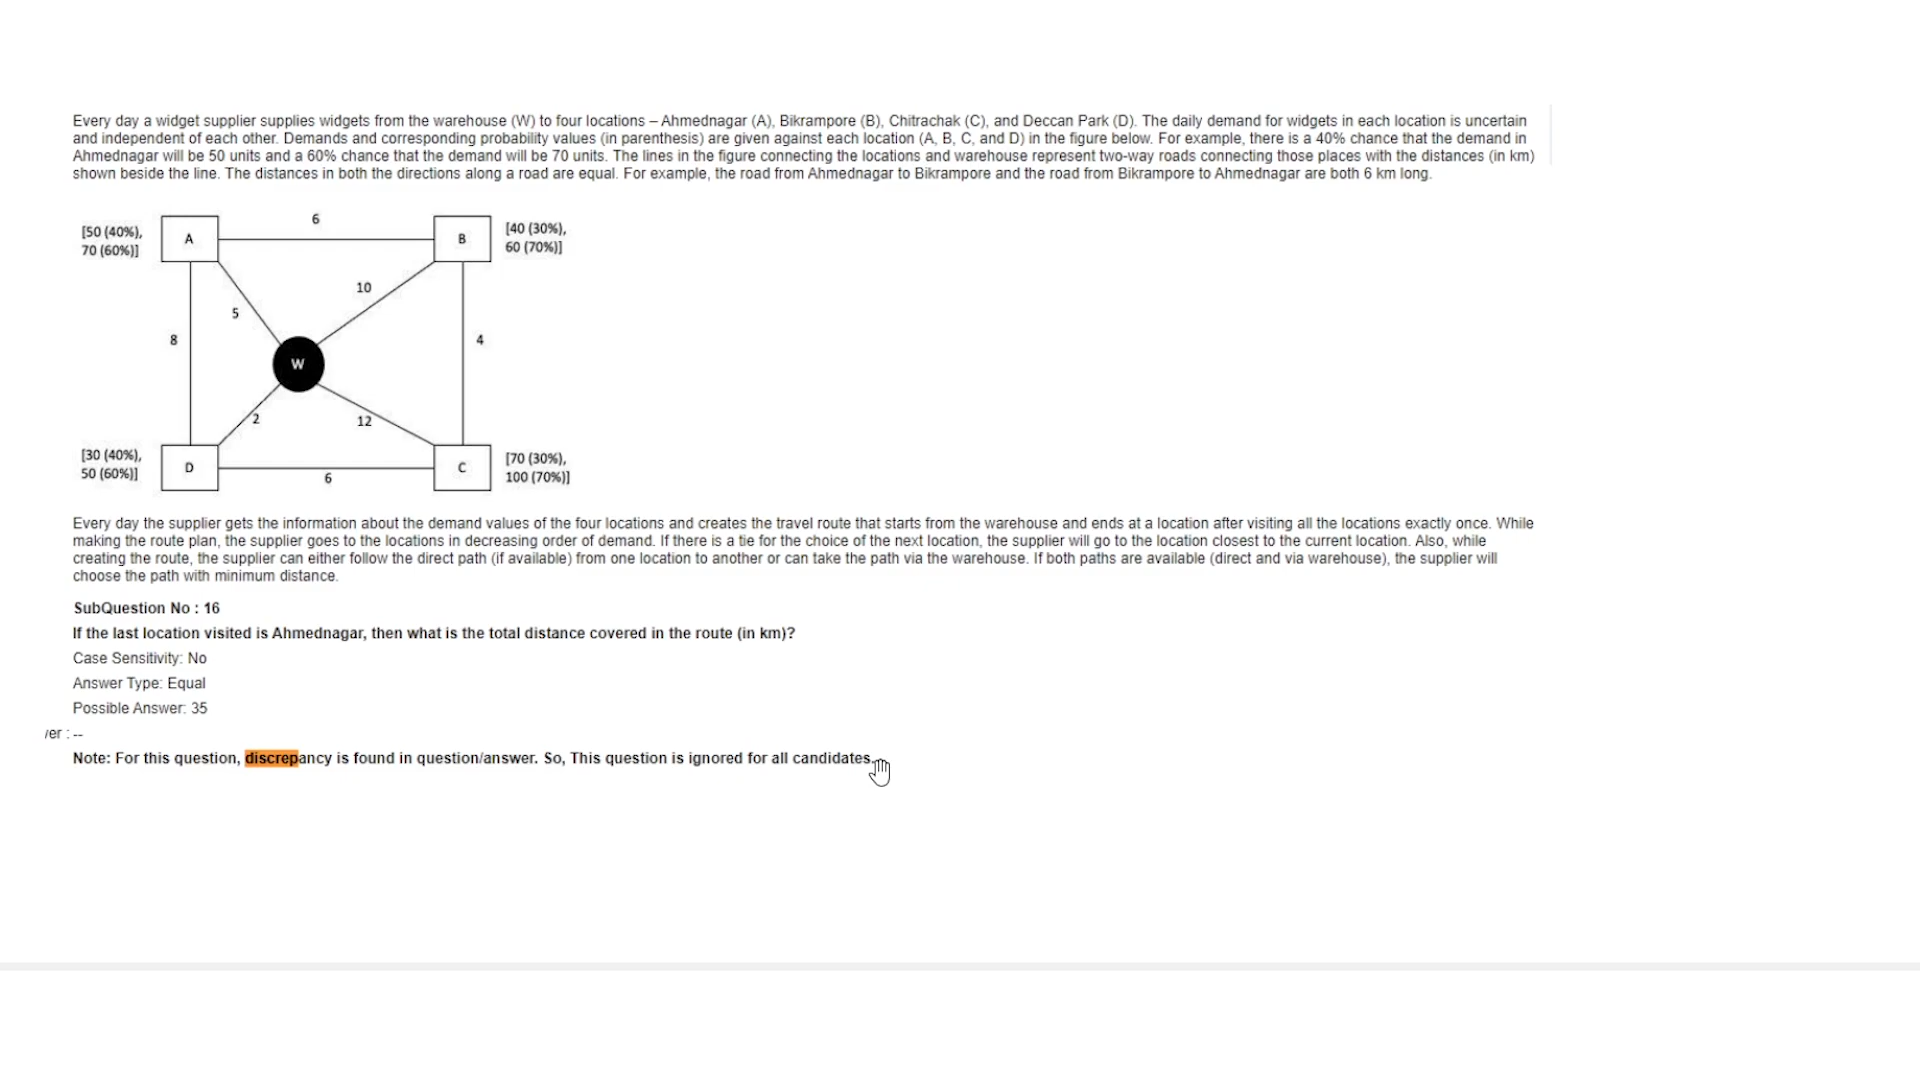 Every day a widget supplier supplies widgets from the warehouse (W) to four locations – Ahmednagar (A), Bikrampore (B), Chitrachak (C), and Deccan Park (D). The daily demand for widgets in each location is uncertain
and independent of each other. Demands and corresponding probability values (in parenthesis) are given against each location (A, B, C, and D) in the figure below. For example, there is a 40% chance that the demand in
Ahmednagar will be 50 units and a 60% chance that the demand will be 70 units. The lines in the figure connecting the locations and warehouse represent two-way roads connecting those places with the distances (in km)
shown beside the line. The distances in both the directions along a road are equal. For example, the road from Ahmednagar to Bikrampore and the road from Bikrampore to Ahmednagar are both 6 km long.
6
[50 (40%),
70 (60%)]
A
B
[40 (30%),
60 (70%)]
10
5
8
4
W
2
12
[30 (40%),
50 (60%)]
D
C
[70 (30%),
100 (70%)]
6
Every day the supplier gets the information about the demand values of the four locations and creates the travel route that starts from the warehouse and ends at a location after visiting all the locations exactly once. While
making the route plan, the supplier goes to the locations in decreasing order of demand. If there is a tie for the choice of the next location, the supplier will go to the location closest to the current location. Also, while
creating the route, the supplier can either follow the direct path (if available) from one location to another or can take the path via the warehouse. If both paths are available (direct and via warehouse), the supplier will
choose the path with minimum distance.
SubQuestion No : 16
If the last location visited is Ahmednagar, then what is the total distance covered in the route (in km)?
Case Sensitivity: No
Answer Type: Equal
Possible Answer: 35
er : --
Note: For this question, discrepancy is found in question/answer. So, This question is ignored for all candidates.